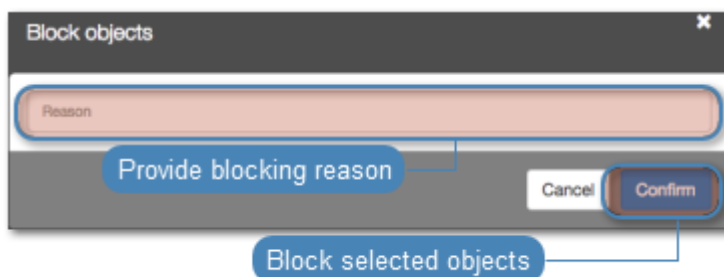 Block objects
Reason
Provide blocking reason
Cancel
Confirm
Block selected objects